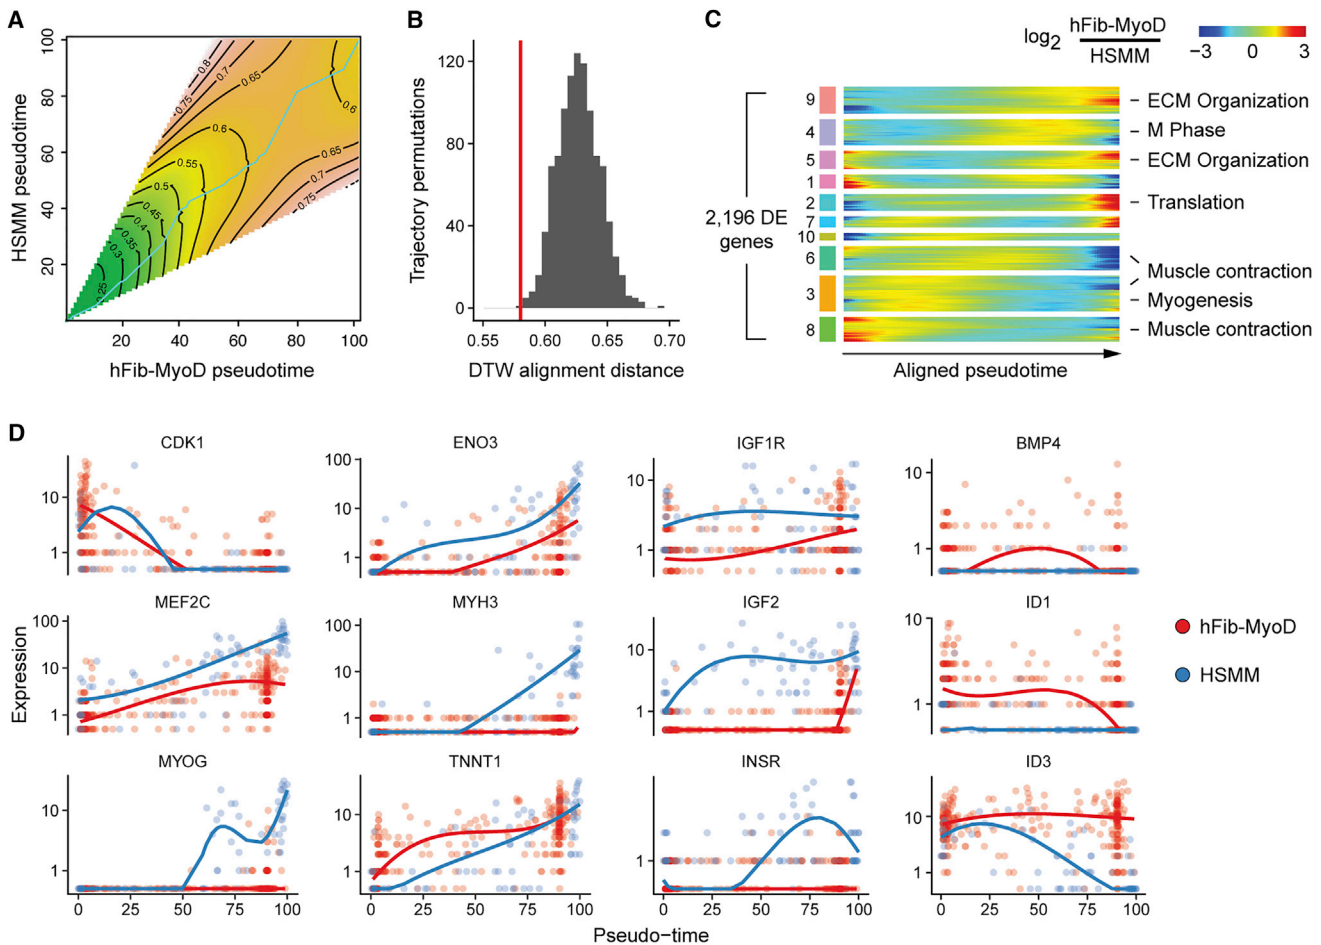 A
100
80
60
40
20
HSMM pseudotime
0.8
0.75
0.7
0.65
0.6
0.6
0.55
0.5
0.45
0.4
0.35
0.3
0.25
0.65
0.7
0.75
20
40
60
80
100
hFib-MyoD pseudotime
B
Trajectory permutations
120
80
40
0
0.55
0.60
0.65
0.70
DTW alignment distance
C
log2 hFib-MyoD
HSMM
−3 0 3
2,196 DE
genes
9
4
5
1
2
7
10
6
3
8
ECM Organization
M Phase
ECM Organization
Translation
Muscle contraction
Myogenesis
Muscle contraction
Aligned pseudotime
D
Expression
CDK1
10
1
ENO3
100
10
1
IGF1R
10
1
BMP4
10
1
MEF2C
100
10
1
MYH3
100
10
1
IGF2
10
1
ID1
10
1
MYOG
10
1
TNNT1
10
1
INSR
1
ID3
10
1
0 25 50 75 100
0 25 50 75 100
0 25 50 75 100
0 25 50 75 100
Pseudo−time
hFib-MyoD
HSMM